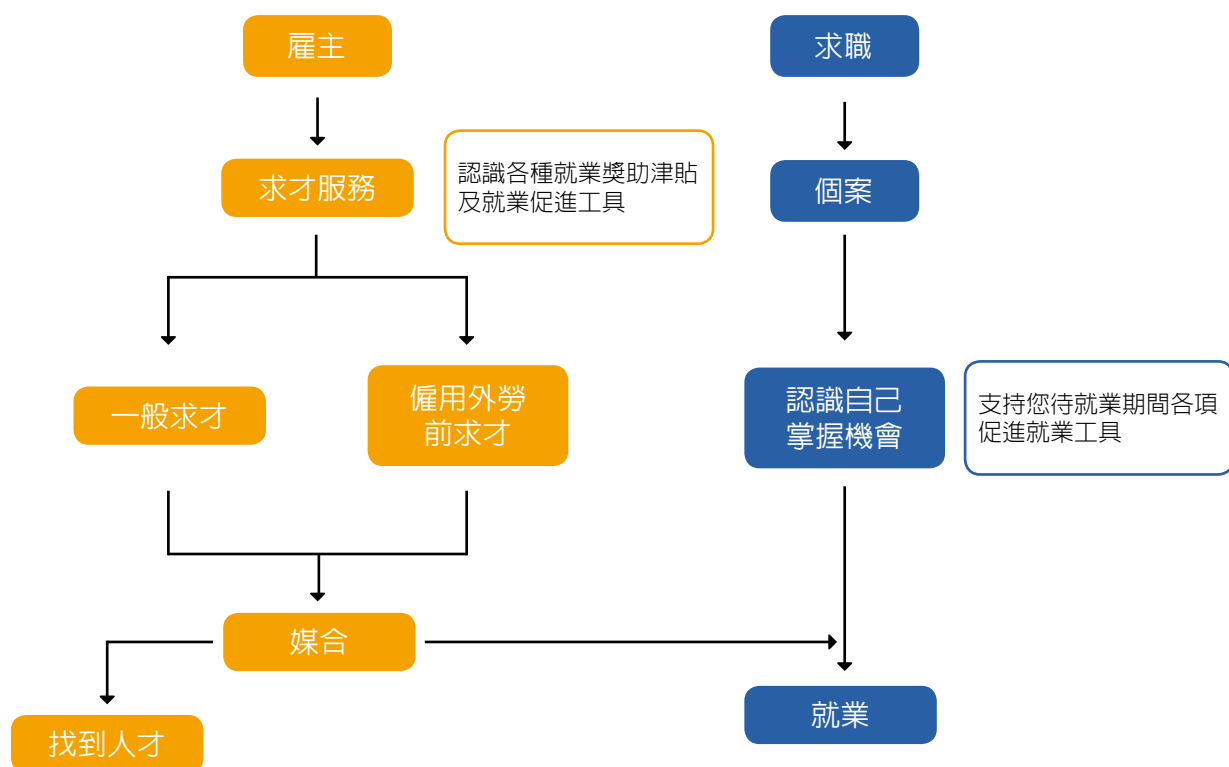 雇主
求職
求才服務
認識各種就業獎助津貼
及就業促進工具
個案
一般求才
僱用外勞
前求才
認識自己
掌握機會
支持您待就業期間各項
促進就業工具
媒合
就業
找到人才